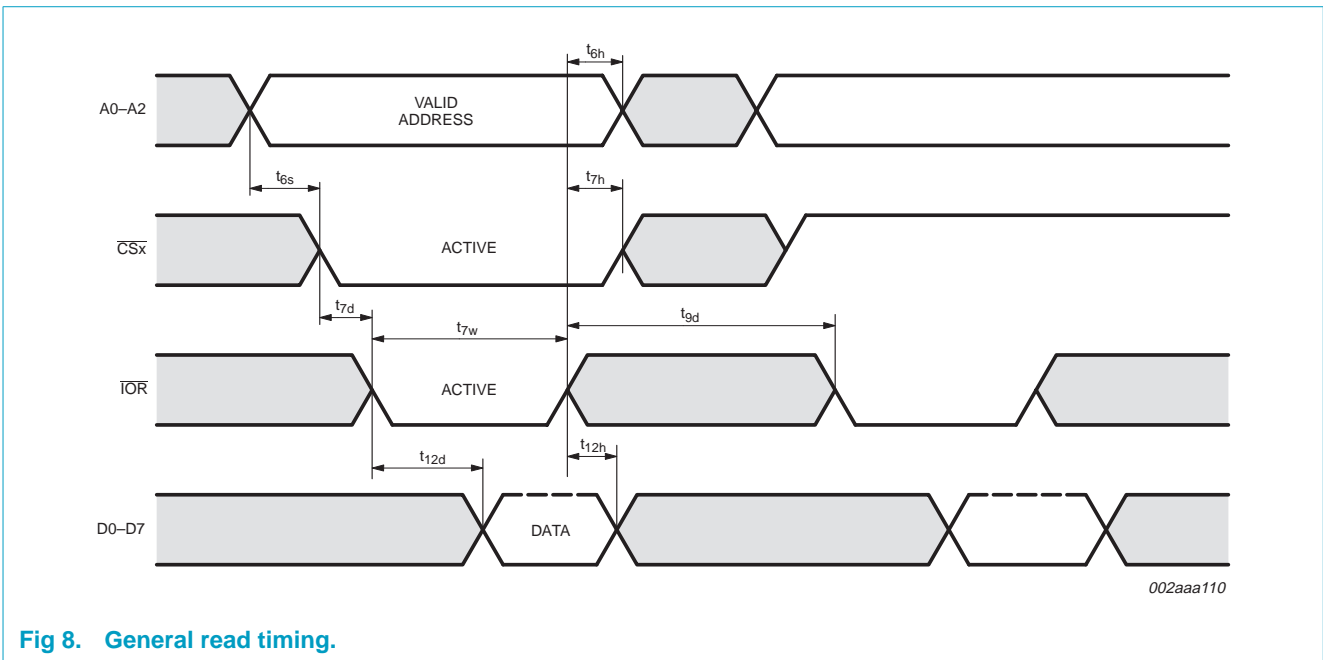 t6h
A0–A2
VALID
ADDRESS
t6s
t7h
CSx
ACTIVE
t7d
t7w
t9d
IOR
ACTIVE
t12d
t12h
D0–D7
DATA
002aaa110
Fig 8. General read timing.